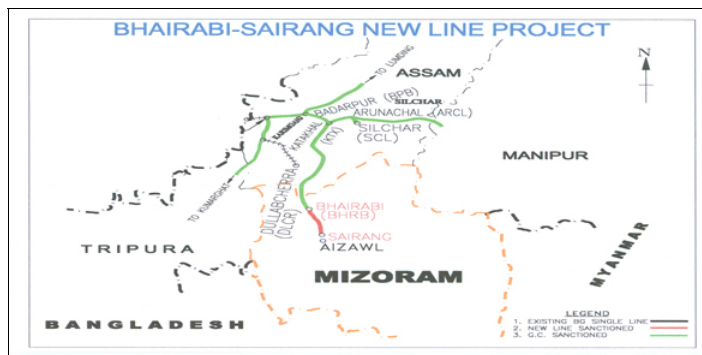 BHAIRABI-SAIRANG NEW LINE PROJECT
N
TO LUMDING
ASSAM
BADARPUR (BPB)
SILCHAR
ARUNACHAL (ARCL)
KATAKHAL
(KTX)
SILCHAR
(SCL)
MANIPUR
TO KUMARGHAT
DULLABCHERRA
(DLCR)
BHAIRABI
(BHRB)
SAIRANG
AIZAWL
TRIPURA
MIZORAM
MYANMAR
BANGLADESH
LEGEND
1. EXISTING BG SINGLE LINE
2. NEW LINE SANCTIONED
3. G.C. SANCTIONED